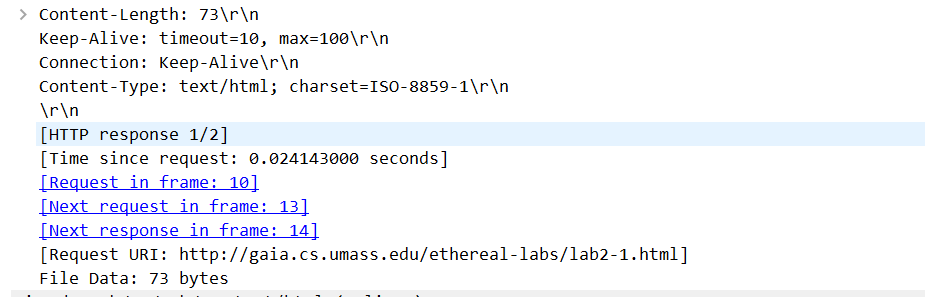 Content-Length: 73\r\n
Keep-Alive: timeout=10, max=100\r\n
Connection: Keep-Alive\r\n
Content-Type: text/html; charset=ISO-8859-1\r\n
\r\n
[HTTP response 1/2]
[Time since request: 0.024143000 seconds]
[Request in frame: 10]
[Next request in frame: 13]
[Next response in frame: 14]
[Request URI: http://gaia.cs.umass.edu/ethereal-labs/lab2-1.html]
File Data: 73 bytes